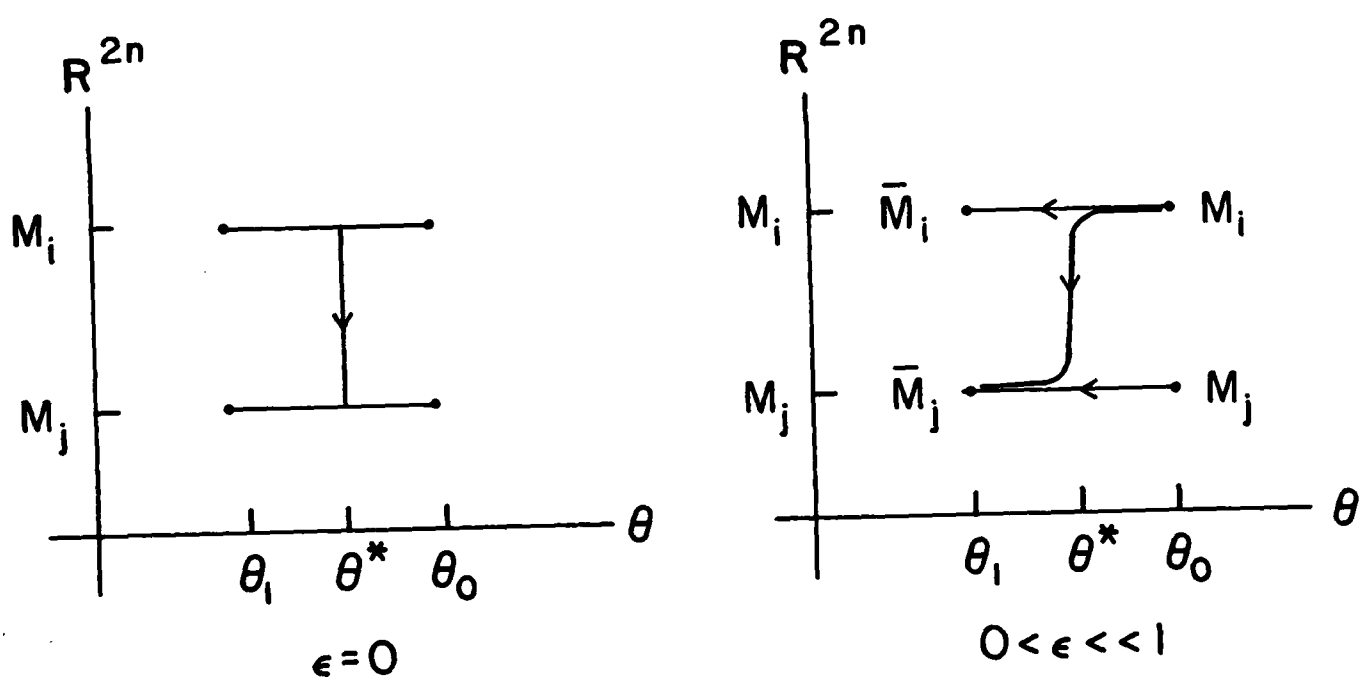 R^{2n}
M_i
M_j
θ_1 θ* θ_0 θ
ε=0
R^{2n}
M_i M̄_i M_i
M_j M̄_j M_j
θ_1 θ* θ_0 θ
0<ε<<1